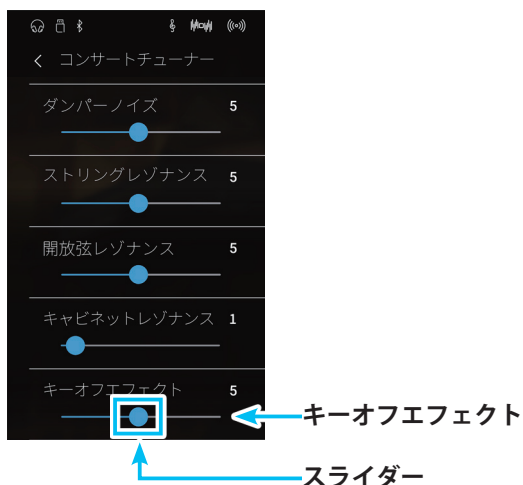 コンサートチューナー
ダンパーノイズ 5
ストリングレゾナンス 5
開放弦レゾナンス 5
キャビネットレゾナンス 1
キーオフエフェクト 5
キーオフエフェクト
スライダー